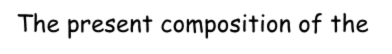 The present composition of the